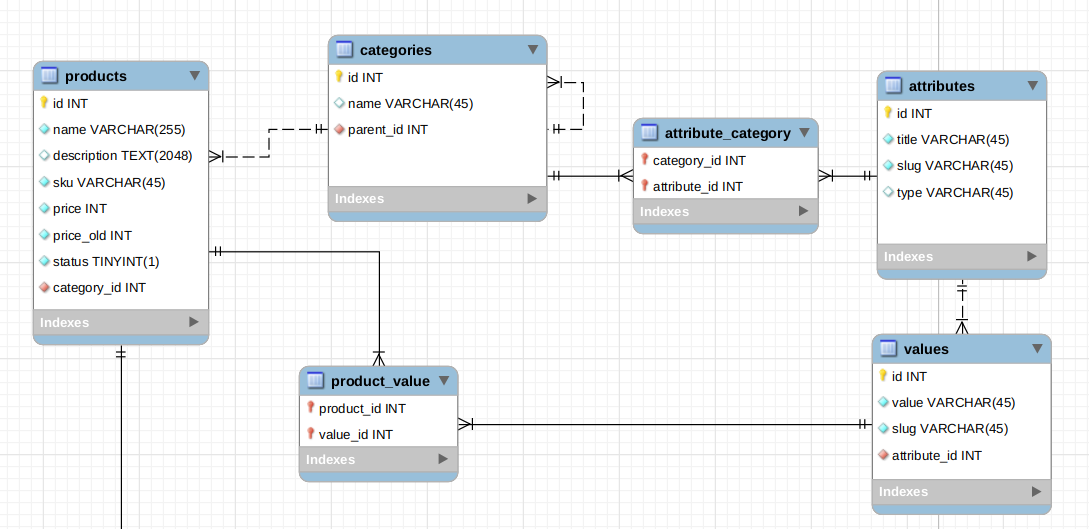 products
id INT
name VARCHAR(255)
description TEXT(2048)
sku VARCHAR(45)
price INT
price_old INT
status TINYINT(1)
category_id INT
Indexes
categories
id INT
name VARCHAR(45)
parent_id INT
Indexes
attribute_category
category_id INT
attribute_id INT
Indexes
attributes
id INT
title VARCHAR(45)
slug VARCHAR(45)
type VARCHAR(45)
Indexes
product_value
product_id INT
value_id INT
Indexes
values
id INT
value VARCHAR(45)
slug VARCHAR(45)
attribute_id INT
Indexes